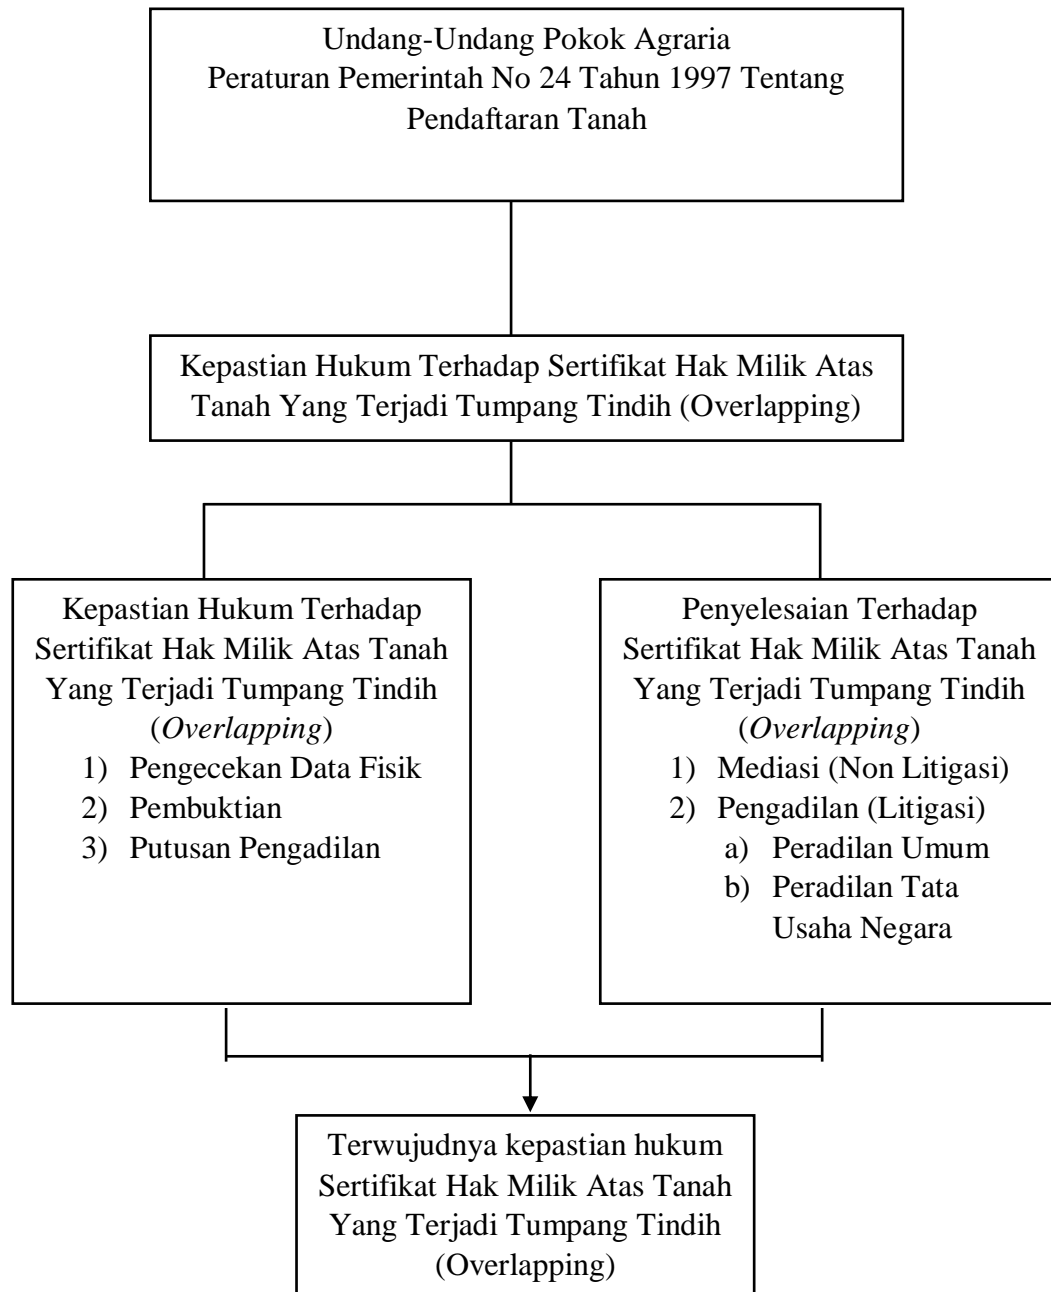 Undang-Undang Pokok Agraria
Peraturan Pemerintah No 24 Tahun 1997 Tentang
Pendaftaran Tanah
Kepastian Hukum Terhadap Sertifikat Hak Milik Atas
Tanah Yang Terjadi Tumpang Tindih (Overlapping)
Kepastian Hukum Terhadap
Sertifikat Hak Milik Atas Tanah
Yang Terjadi Tumpang Tindih
(Overlapping)
1) Pengecekan Data Fisik
2) Pembuktian
3) Putusan Pengadilan
Penyelesaian Terhadap
Sertifikat Hak Milik Atas Tanah
Yang Terjadi Tumpang Tindih
(Overlapping)
1) Mediasi (Non Litigasi)
2) Pengadilan (Litigasi)
a) Peradilan Umum
b) Peradilan Tata
Usaha Negara
Terwujudnya kepastian hukum
Sertifikat Hak Milik Atas Tanah
Yang Terjadi Tumpang Tindih
(Overlapping)